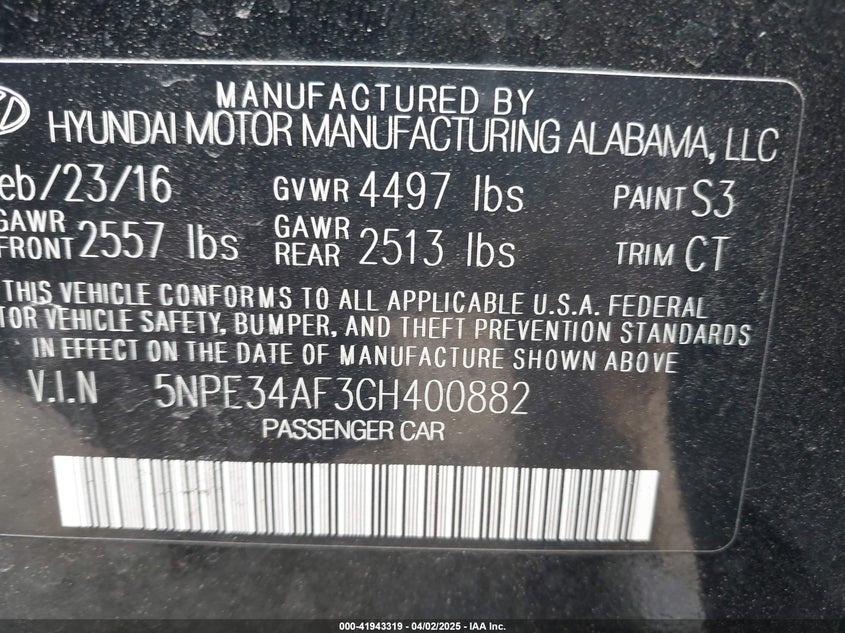 MANUFACTURED BY
HYUNDAI MOTOR MANUFACTURING ALABAMA, LLC
eb/23/16 GVWR 4497 lbs PAINT S3
GAWR FRONT 2557 lbs GAWR REAR 2513 lbs TRIM CT
THIS VEHICLE CONFORMS TO ALL APPLICABLE U.S.A. FEDERAL
TOR VEHICLE SAFETY, BUMPER, AND THEFT PREVENTION STANDARDS
IN EFFECT ON THE DATE OF MANUFACTURE SHOWN ABOVE
V.I.N 5NPE34AF3GH400882
PASSENGER CAR
000-41943319 - 04/02/2025 - IAA Inc.